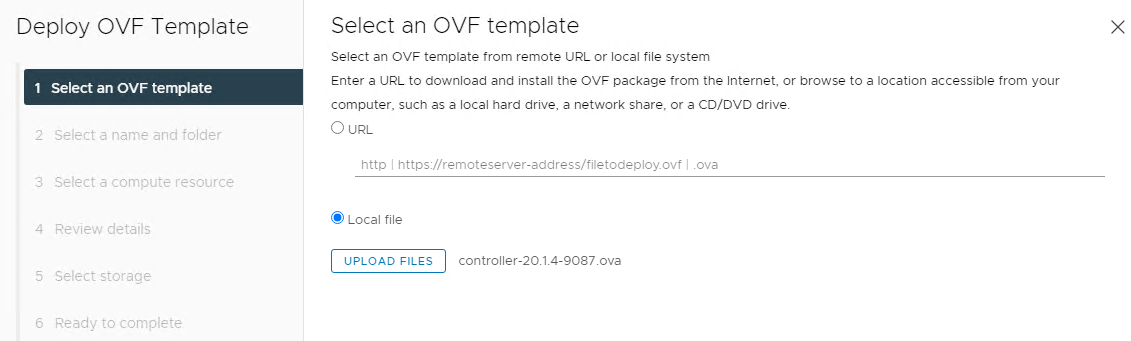 Deploy OVF Template
1 Select an OVF template
2 Select a name and folder
3 Select a compute resource
4 Review details
5 Select storage
6 Ready to complete
Select an OVF template
Select an OVF template from remote URL or local file system
Enter a URL to download and install the OVF package from the Internet, or browse to a location accessible from your
computer, such as a local hard drive, a network share, or a CD/DVD drive.
URL
http | https://remoteserver-address/filetodeploy.ovf | .ova
Local file
UPLOAD FILES controller-20.1.4-9087.ova